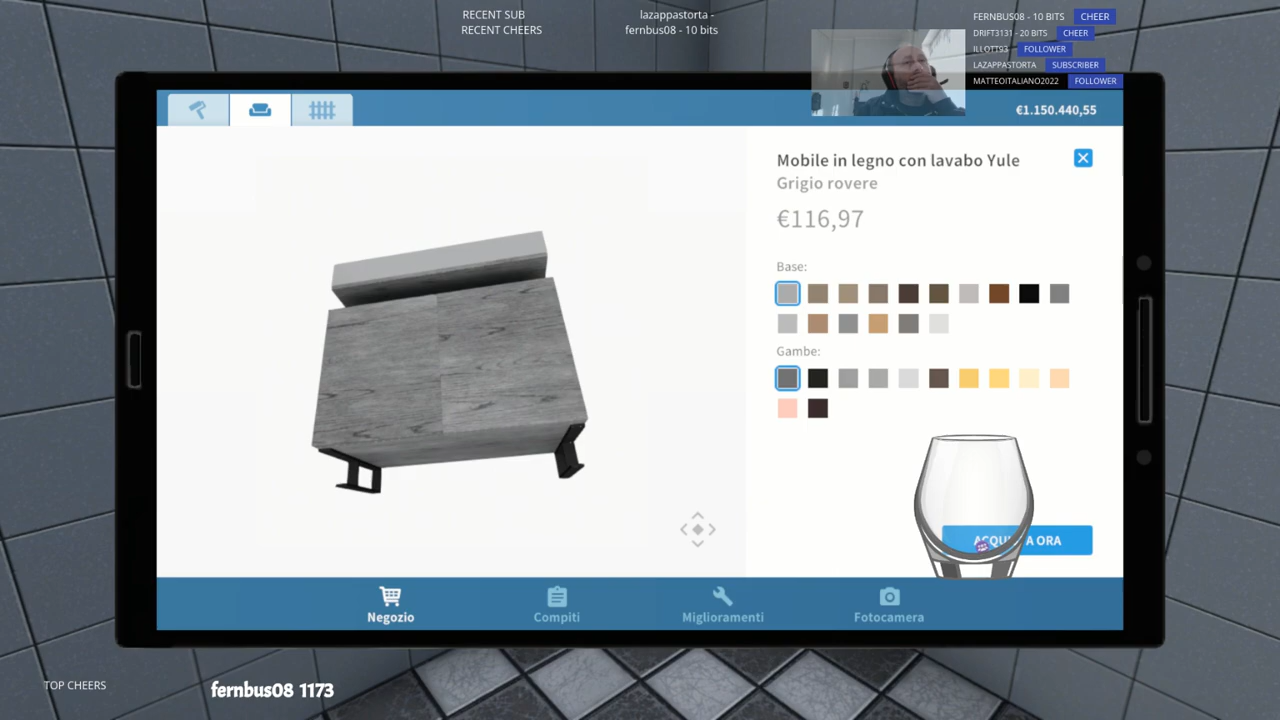 RECENT SUB
lazappastorta -
RECENT CHEERS
fernbus08 - 10 bits
FERNBUS08 - 10 BITS CHEER
DRIFT3131 - 20 BITS CHEER
ILLOTT93 FOLLOWER
LAZAPPASTORTA SUBSCRIBER
MATTEOITALIANO2022 FOLLOWER
€1.150.440,55
Mobile in legno con lavabo Yule
Grigio rovere
€116,97
Base:
Gambe:
ORA
Negozio
Compiti
Miglioramenti
Fotocamera
TOP CHEERS
fernbus08 1173